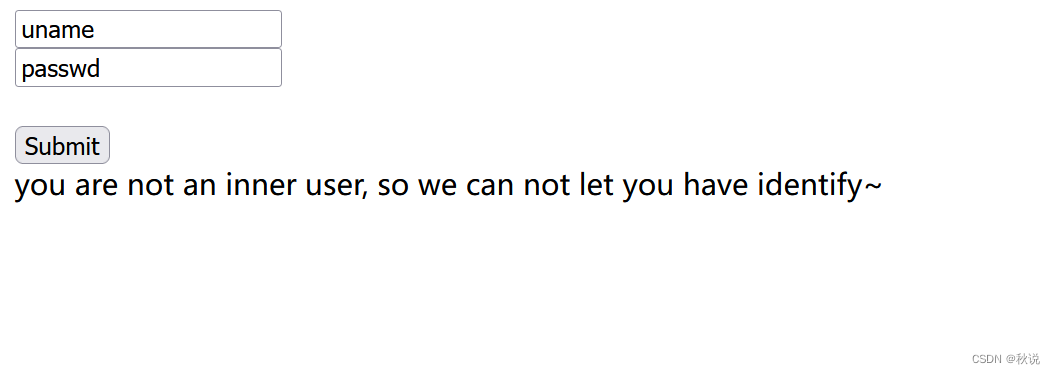 uname
passwd
Submit
you are not an inner user, so we can not let you have identify~
CSDN @秋说